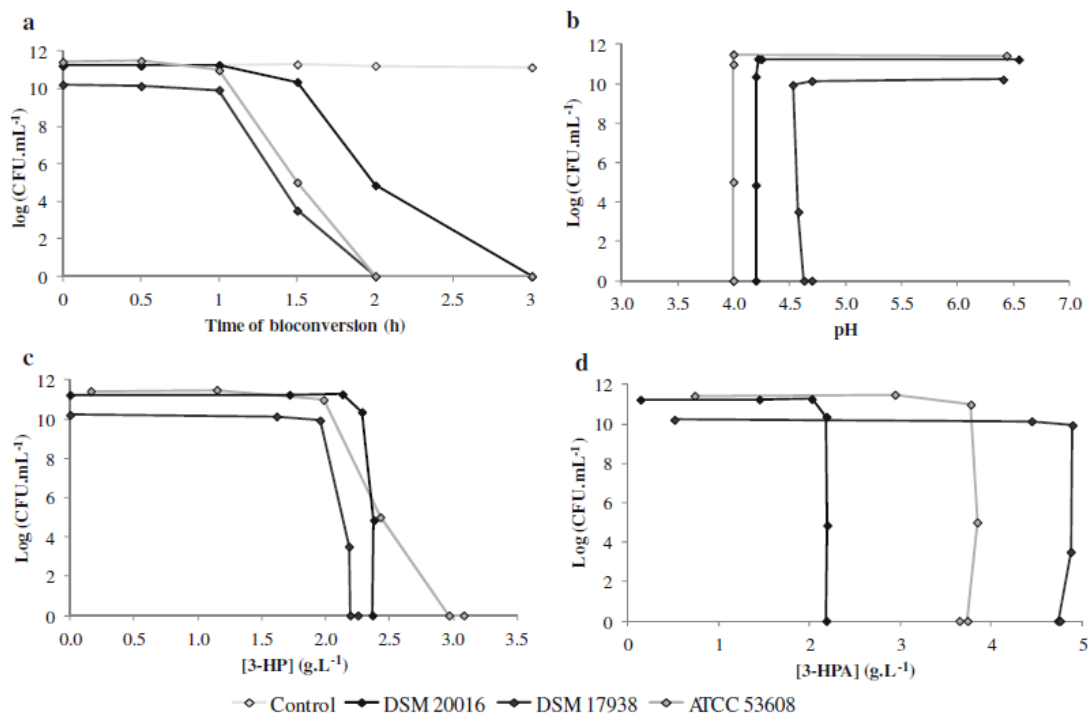 a
log (CFU.mL-1)
12
10
8
6
4
2
0
0 0.5 1 1.5 2 2.5 3
Time of bioconversion (h)
b
Log (CFU.mL-1)
12
10
8
6
4
2
0
3.0 3.5 4.0 4.5 5.0 5.5 6.0 6.5 7.0
pH
c
Log (CFU.mL-1)
12
10
8
6
4
2
0
0.0 0.5 1.0 1.5 2.0 2.5 3.0 3.5
[3-HP] (g.L-1)
d
Log (CFU.mL-1)
12
10
8
6
4
2
0
0 1 2 3 4 5
[3-HPA] (g.L-1)
Control DSM 20016 DSM 17938 ATCC 53608